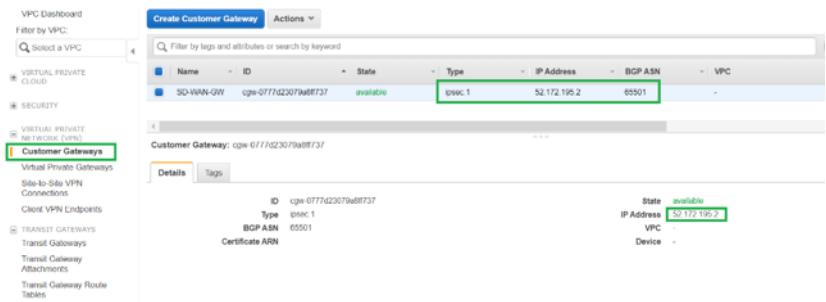 VPC Dashboard
Filter by VPC:
Select a VPC
VIRTUAL PRIVATE
CLOUD
SECURITY
VIRTUAL PRIVATE
NETWORK (VPN)
Customer Gateways
Virtual Private Gateways
Site-to-Site VPN
Connections
Client VPN Endpoints
TRANSIT GATEWAYS
Transit Gateways
Transit Gateway
Attachments
Transit Gateway Route
Tables
Create Customer Gateway Actions
Filter by tags and attributes or search by keyword
Name ID State Type IP Address BGP ASN VPC
SD-WAN-GW cgw-0777d23079a8ff737 available ipsec.1 52.172.195.2 65501 -
Customer Gateway: cgw-0777d23079a8ff737
Details Tags
ID cgw-0777d23079a8ff737 State available
Type ipsec.1 IP Address 52.172.195.2
BGP ASN 65501 VPC -
Certificate ARN Device -